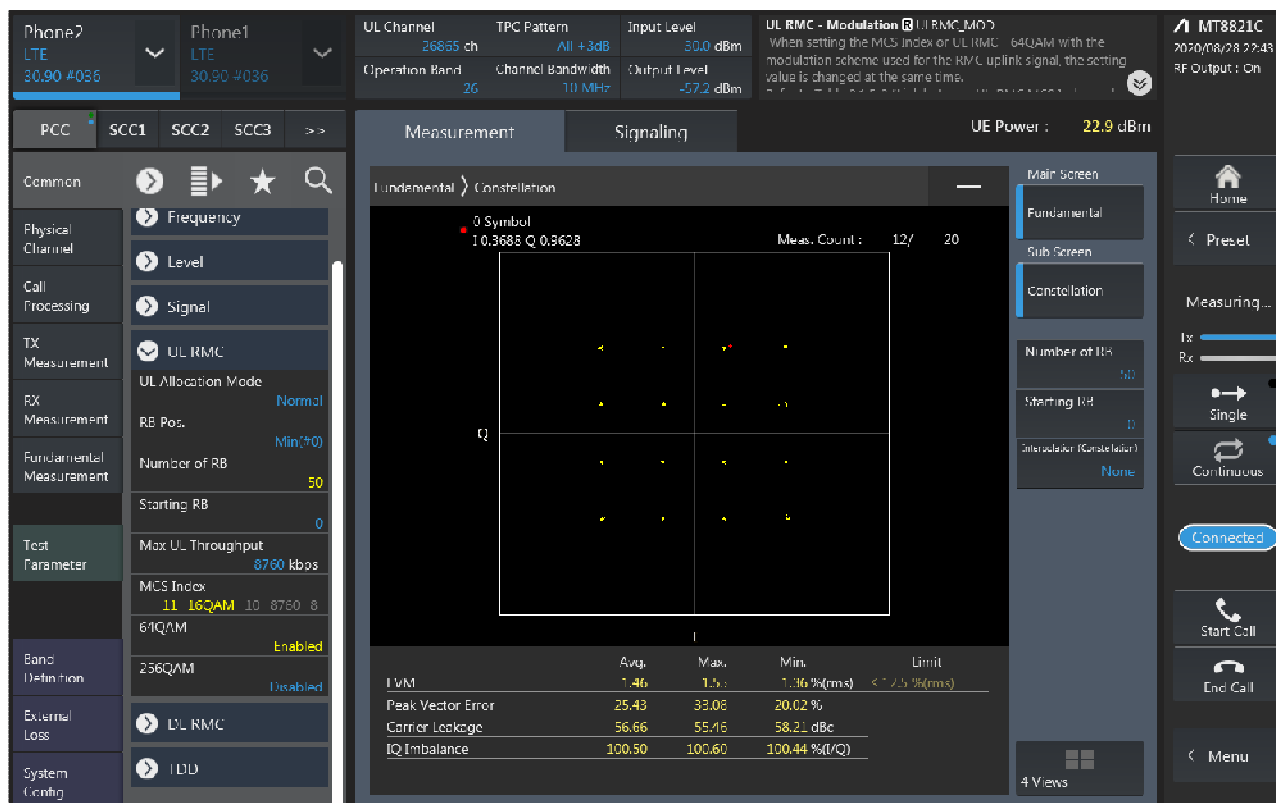 Phone2
LTE
30.90 #036
Phone1
LTE
30.90 #036
UL Channel
26865 ch
TPC Pattern
All +3dB
Input Level
30.0 dBm
Operation Band
26
Channel Bandwidth
10 MHz
Output Level
-57.2 dBm
UL RMC - Modulation R ULRMC_MOD
When setting the MCS Index or UL RMC - 64QAM with the
modulation scheme used for the RMC uplink signal, the setting
value is changed at the same time.
MT8821C
2020/08/28 22:43
RF Output : On
PCC
SCC1
SCC2
SCC3
>>
Measurement
Signaling
UE Power : 22.9 dBm
Common
Physical
Channel
Call
Processing
TX
Measurement
RX
Measurement
Fundamental
Measurement
Test
Parameter
Band
Definition
External
Loss
System
Config
Frequency
Level
Signal
UL RMC
UL Allocation Mode
Normal
RB Pos.
Min(#0)
Number of RB
50
Starting RB
0
Max UL Throughput
8760 kbps
MCS Index
11 16QAM 10 8760 8
64QAM
Enabled
256QAM
Disabled
DL RMC
TDD
Fundamental 〉 Constellation
0 Symbol
I 0.3688 Q 0.9628
Meas. Count : 12/ 20
Q
I
Avg. Max. Min. Limit
EVM 1.46 1.36 %(rms)
Peak Vector Error 25.43 33.08 20.02 %
Carrier Leakage 56.66 55.46 58.21 dBc
IQ Imbalance 100.50 100.60 100.44 %(I/Q)
Main Screen
Fundamental
Sub Screen
Constellation
Number of RB
50
Starting RB
0
Interpolation (Constellation)
None
4 Views
Home
< Preset
Measuring...
Tx
Rx
Single
Continuous
Connected
Start Call
End Call
< Menu